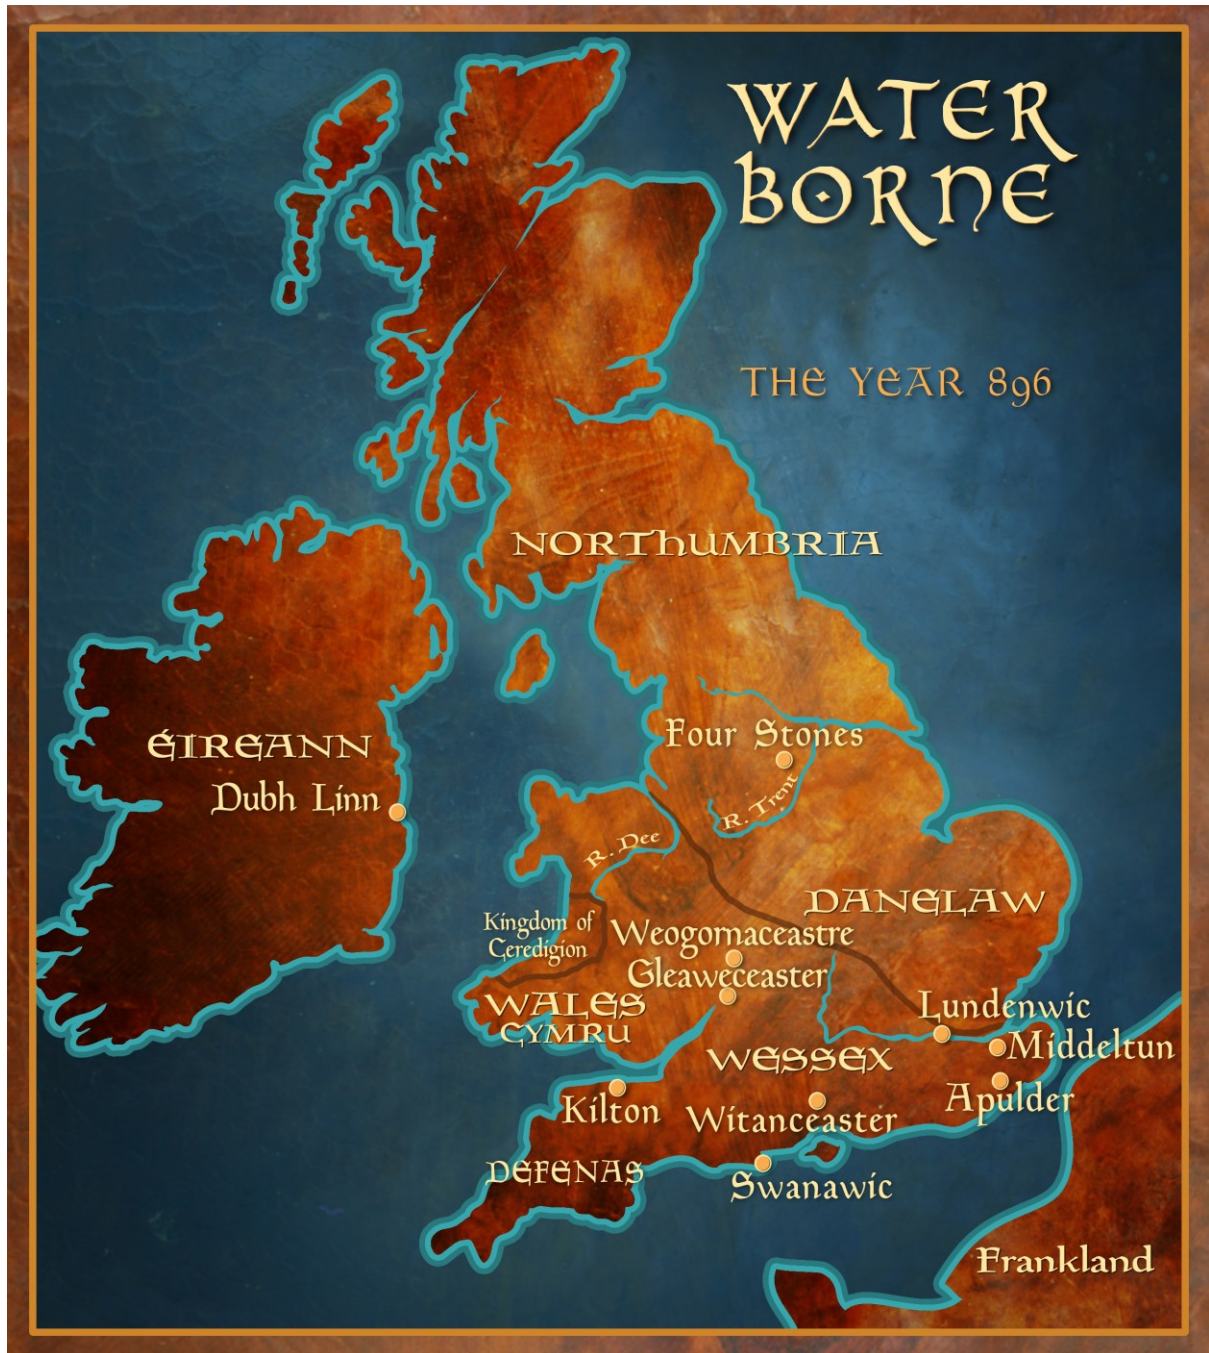 WATER
BORNE
THE YEAR 896
NORTHUMBRIA
Four Stones
ÉIREANN
Dubh Linn
R. Trent
R. Dee
DANELAW
Kingdom of
Ceredigion
Weogornaceastre
Gleaweceaster
WALES
CYMRU
Lundenwic
Middeltun
WESSEX
Apulder
Kilton
Witanceaster
DEFENAS
Swanawic
Frankland